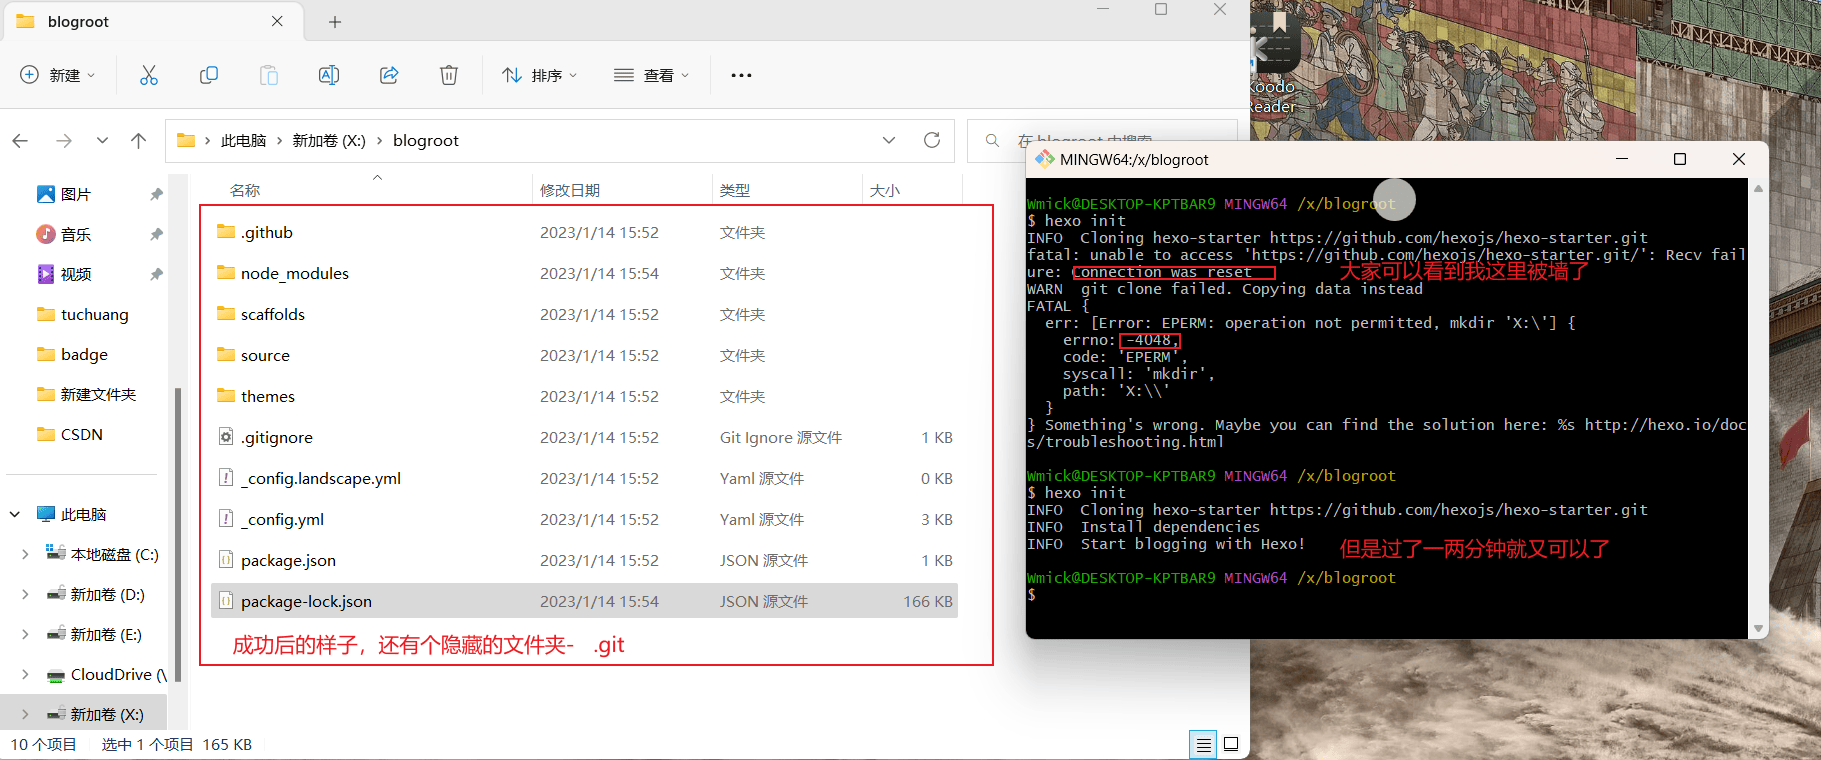 blogroot
新建
排序
查看
此电脑 新加卷 (X:) blogroot
在 blogroot 中搜索
图片
音乐
视频
tuchuang
badge
新建文件夹
CSDN
此电脑
本地磁盘 (C:)
新加卷 (D:)
新加卷 (E:)
CloudDrive (\
新加卷 (X:)
名称 修改日期 类型 大小
.github 2023/1/14 15:52 文件夹
node_modules 2023/1/14 15:54 文件夹
scaffolds 2023/1/14 15:52 文件夹
source 2023/1/14 15:52 文件夹
themes 2023/1/14 15:52 文件夹
.gitignore 2023/1/14 15:52 Git Ignore 源文件 1 KB
_config.landscape.yml 2023/1/14 15:52 Yaml 源文件 0 KB
_config.yml 2023/1/14 15:52 Yaml 源文件 3 KB
package.json 2023/1/14 15:52 JSON 源文件 1 KB
package-lock.json 2023/1/14 15:54 JSON 源文件 166 KB
成功后的样子，还有个隐藏的文件夹- .git
10 个项目 选中 1 个项目 165 KB
Koodo
Reader
MINGW64:/x/blogroot
Wmick@DESKTOP-KPTBAR9 MINGW64 /x/blogroot
$ hexo init
INFO  Cloning hexo-starter https://github.com/hexojs/hexo-starter.git
fatal: unable to access 'https://github.com/hexojs/hexo-starter.git/': Recv fail
ure: Connection was reset
大家可以看到我这里被墙了
WARN  git clone failed. Copying data instead
FATAL {
err: [Error: EPERM: operation not permitted, mkdir 'X:\'] {
errno: -4048,
code: 'EPERM',
syscall: 'mkdir',
path: 'X:\\'
}
} Something's wrong. Maybe you can find the solution here: %s http://hexo.io/doc
s/troubleshooting.html
Wmick@DESKTOP-KPTBAR9 MINGW64 /x/blogroot
$ hexo init
INFO  Cloning hexo-starter https://github.com/hexojs/hexo-starter.git
INFO  Install dependencies
INFO  Start blogging with Hexo!
但是过了一两分钟就又可以了
Wmick@DESKTOP-KPTBAR9 MINGW64 /x/blogroot
$